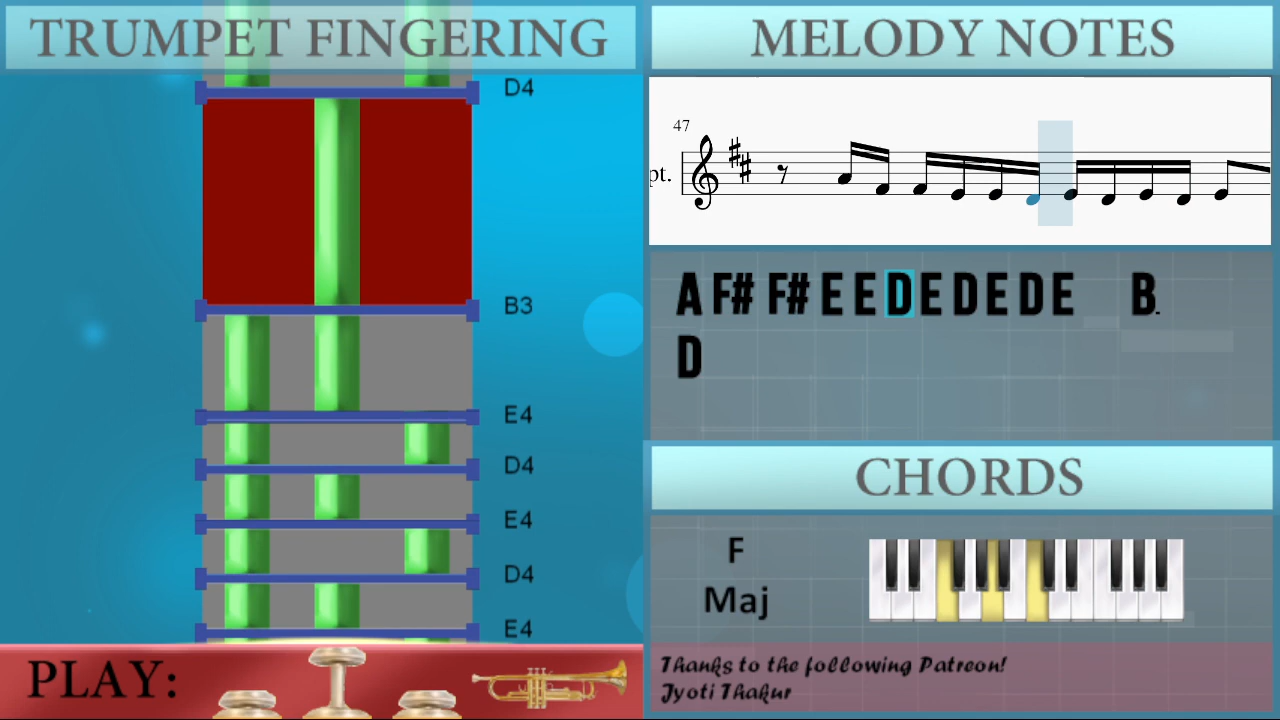 TRUMPET FINGERING
D4
B3
E4
D4
E4
D4
E4
PLAY:
MELODY NOTES
47
pt.
A F# F# E E D E D E D E B.
D
CHORDS
F
Maj
Thanks to the following Patreon!
Jyoti Thakur